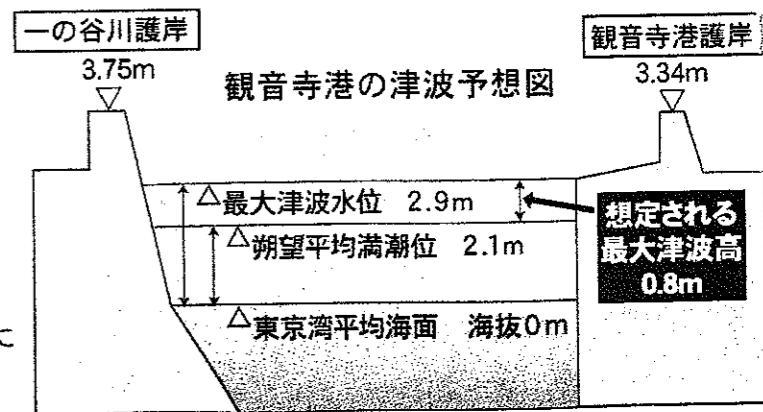 一の谷川護岸
3.75m
観音寺港の津波予想図
観音寺港護岸
3.34m
最大津波水位 2.9m
朔望平均満潮位 2.1m
東京湾平均海面 海抜0m
想定される
最大津波高
0.8m
に